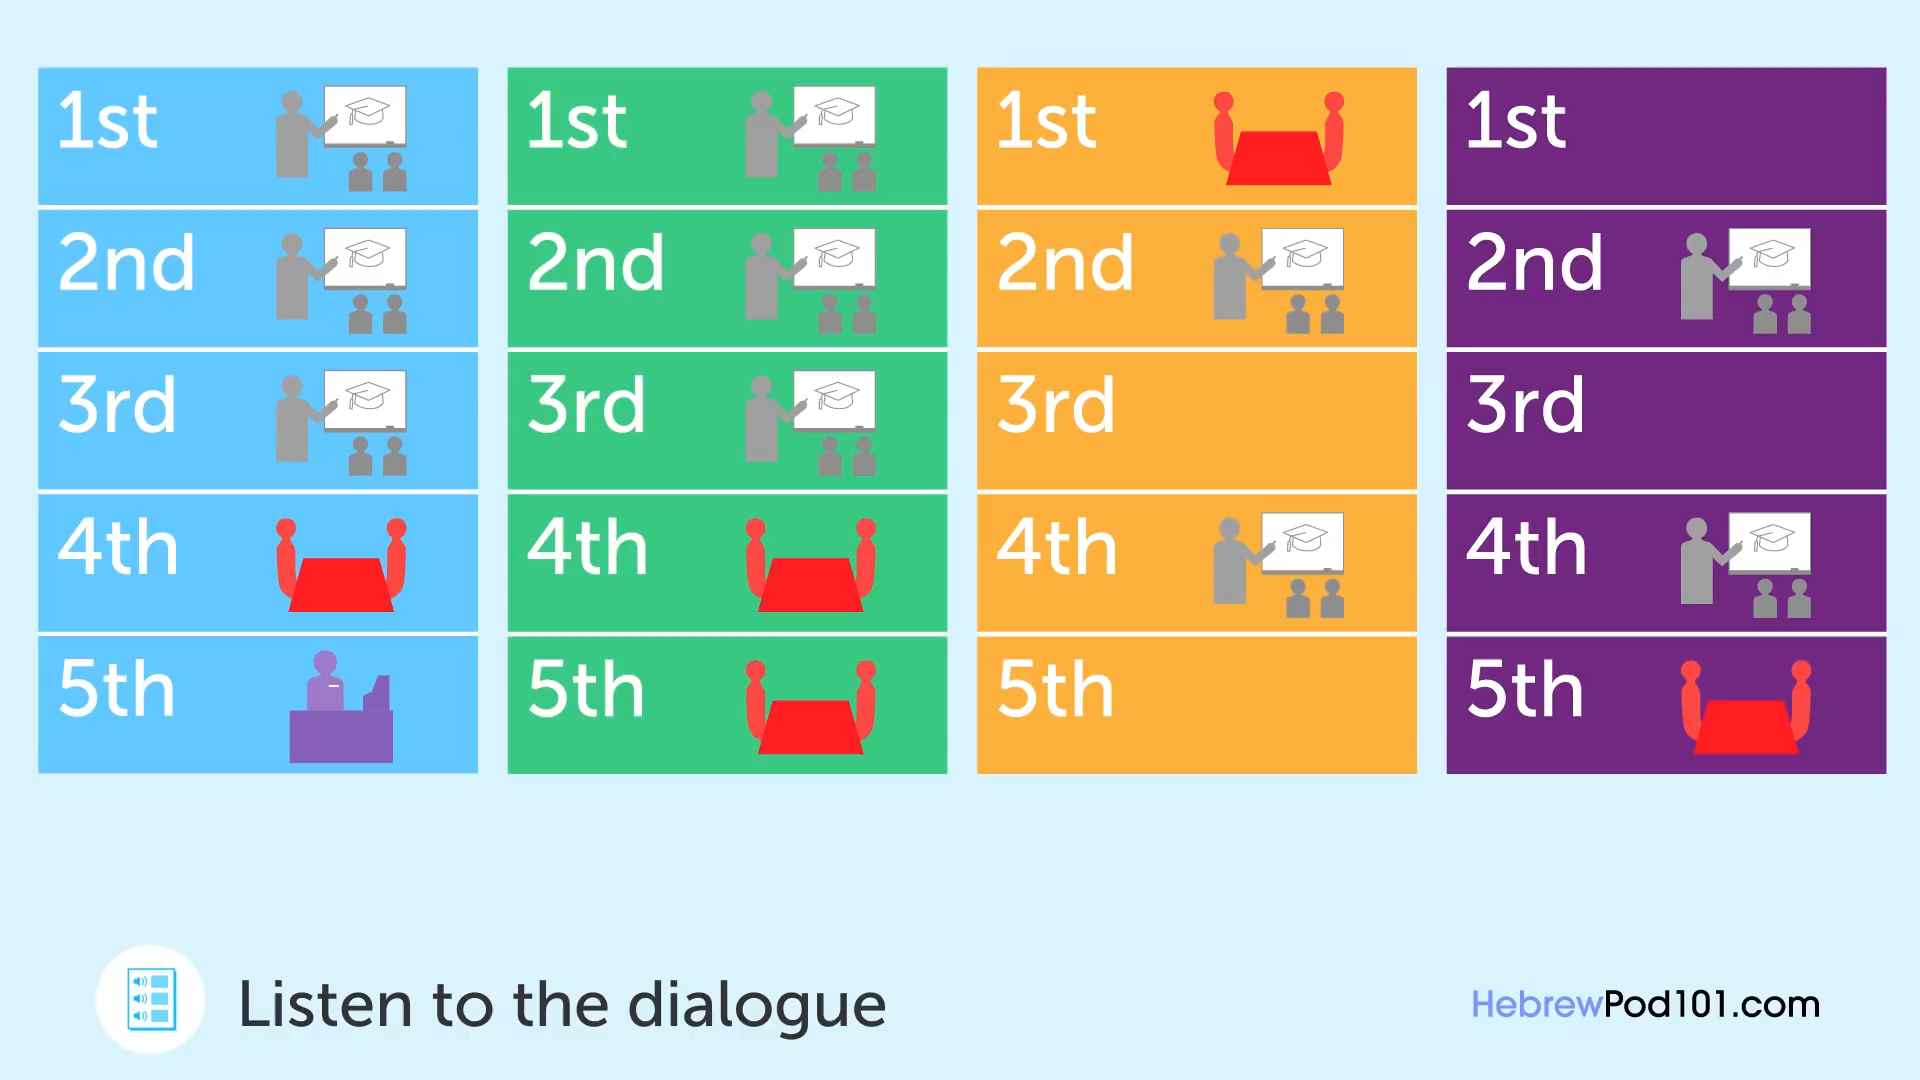 1st
2nd
3rd
4th
5th
1st
2nd
3rd
4th
5th
1st
2nd
3rd
4th
5th
1st
2nd
3rd
4th
5th
Listen to the dialogue
HebrewPod101.com